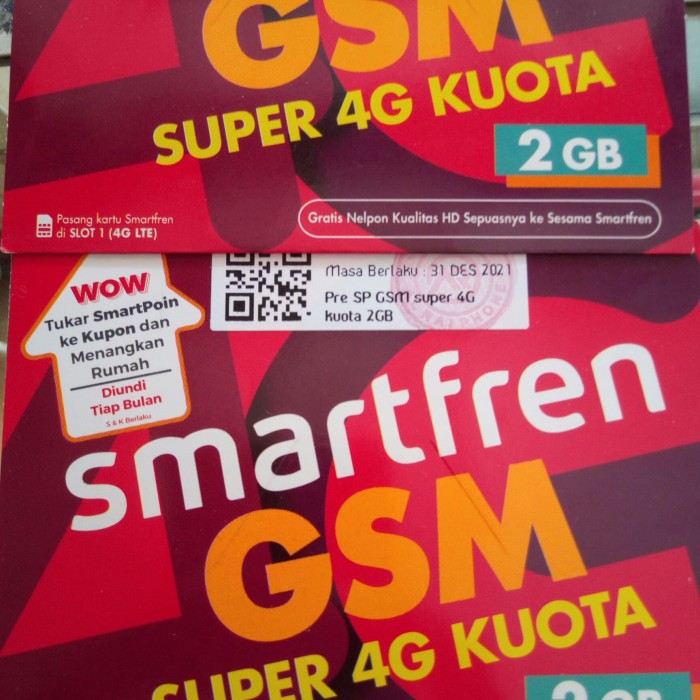 GSM
SUPER 4G KUOTA
2 GB
Pasang kartu Smartfren
di SLOT 1 (4G LTE)
Gratis Nelpon Kualitas HD Sepuasnya ke Sesama Smartfren
WOW
Tukar SmartPoin
ke Kupon dan
Menangkan
Rumah
Diundi
Tiap Bulan
S & K Berlaku
Masa Berlaku : 31 DES 2021
Pre SP GSM super 4G
kuota 2GB
smartfren
GSM
SUPER 4G KUOTA
2 GB